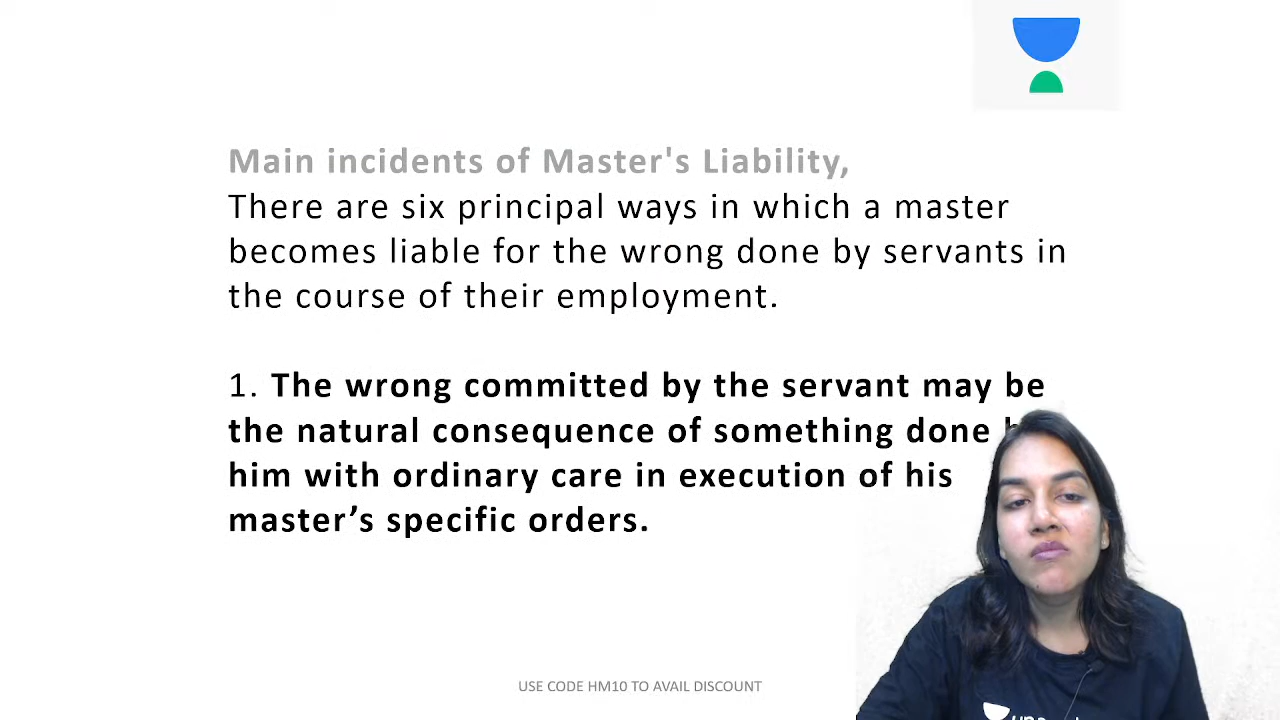 Main incidents of Master's Liability,
There are six principal ways in which a master
becomes liable for the wrong done by servants in
the course of their employment.
1. The wrong committed by the servant may be
the natural consequence of something done
him with ordinary care in execution of his
master’s specific orders.
USE CODE HM10 TO AVAIL DISCOUNT